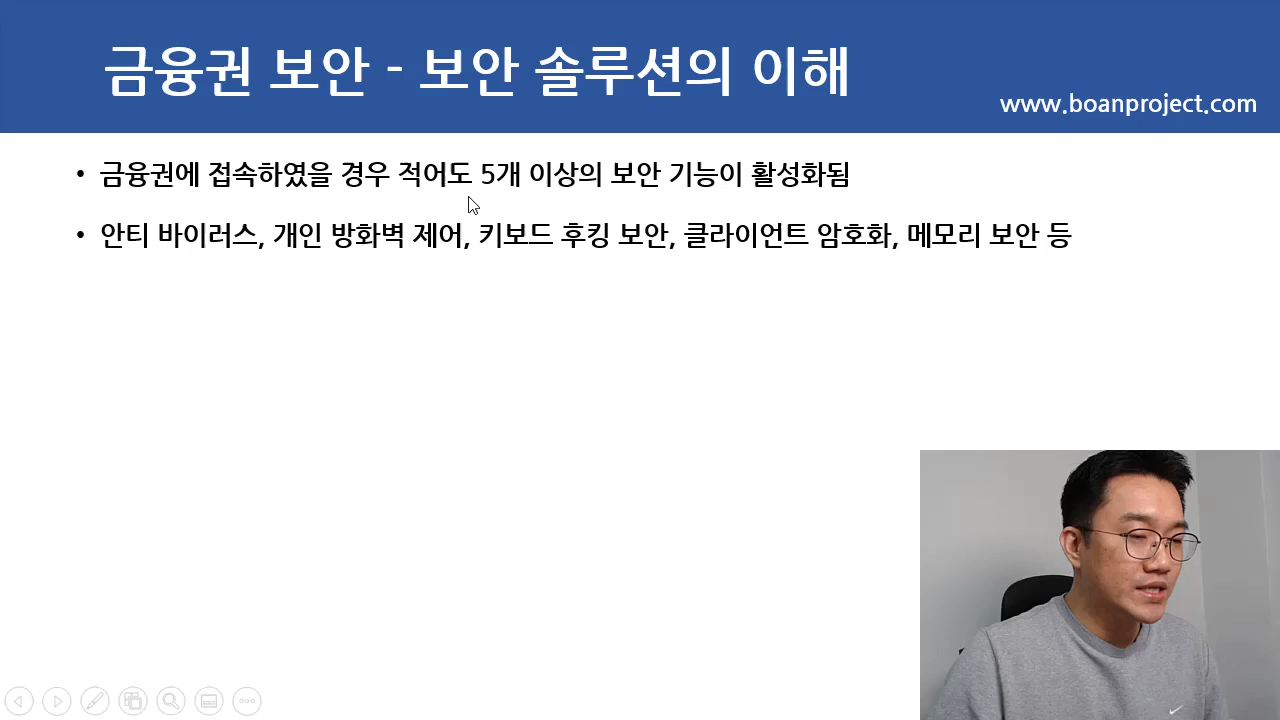 금융권 보안 - 보안 솔루션의 이해
www.boanproject.com
• 금융권에 접속하였을 경우 적어도 5개 이상의 보안 기능이 활성화됨
• 안티 바이러스, 개인 방화벽 제어, 키보드 후킹 보안, 클라이언트 암호화, 메모리 보안 등